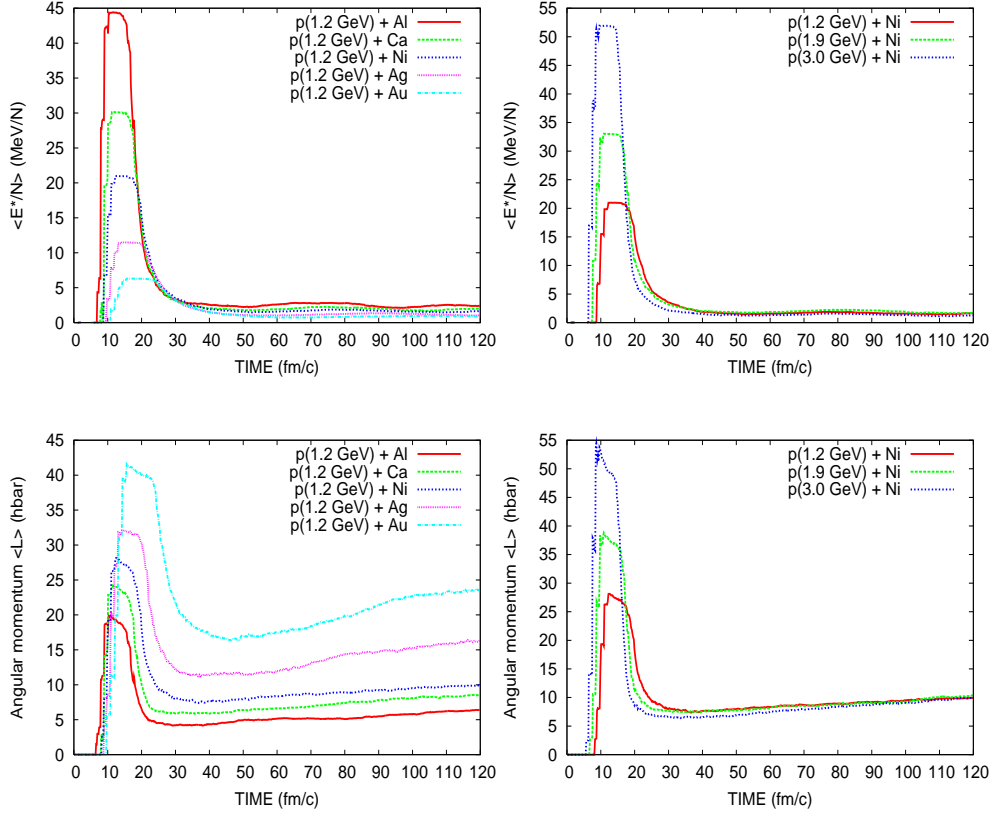 45
40
35
30
25
20
15
10
5
0
<E*/N> (MeV/N)
p(1.2 GeV) + Al
p(1.2 GeV) + Ca
p(1.2 GeV) + Ni
p(1.2 GeV) + Ag
p(1.2 GeV) + Au
0 10 20 30 40 50 60 70 80 90 100 110 120
TIME (fm/c)
55
50
45
40
35
30
25
20
15
10
5
0
<E*/N> (MeV/N)
p(1.2 GeV) + Ni
p(1.9 GeV) + Ni
p(3.0 GeV) + Ni
0 10 20 30 40 50 60 70 80 90 100 110 120
TIME (fm/c)
45
40
35
30
25
20
15
10
5
0
Angular momentum <L> (hbar)
p(1.2 GeV) + Al
p(1.2 GeV) + Ca
p(1.2 GeV) + Ni
p(1.2 GeV) + Ag
p(1.2 GeV) + Au
0 10 20 30 40 50 60 70 80 90 100 110 120
TIME (fm/c)
55
50
45
40
35
30
25
20
15
10
5
0
Angular momentum <L> (hbar)
p(1.2 GeV) + Ni
p(1.9 GeV) + Ni
p(3.0 GeV) + Ni
0 10 20 30 40 50 60 70 80 90 100 110 120
TIME (fm/c)